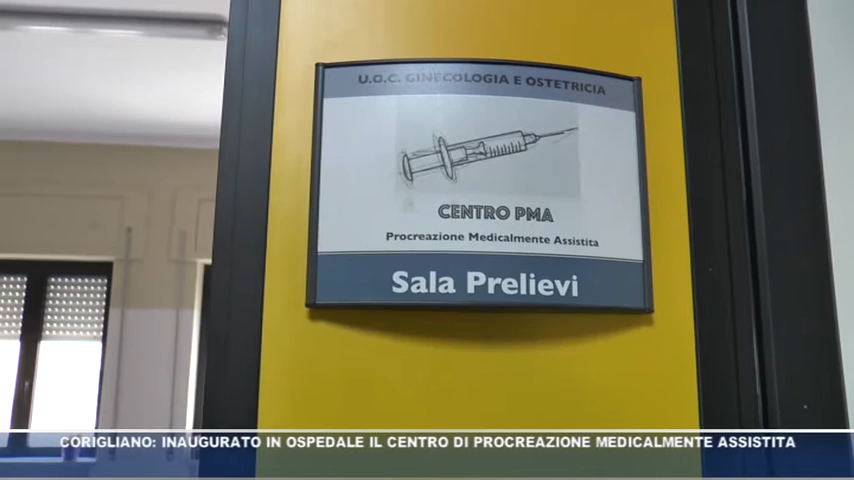 U.O.C. GINECOLOGIA E OSTETRICIA
CENTRO PMA
Procreazione Medicalmente Assistita
Sala Prelievi
CORIGLIANO: INAUGURATO IN OSPEDALE IL CENTRO DI PROCREAZIONE MEDICALMENTE ASSISTITA